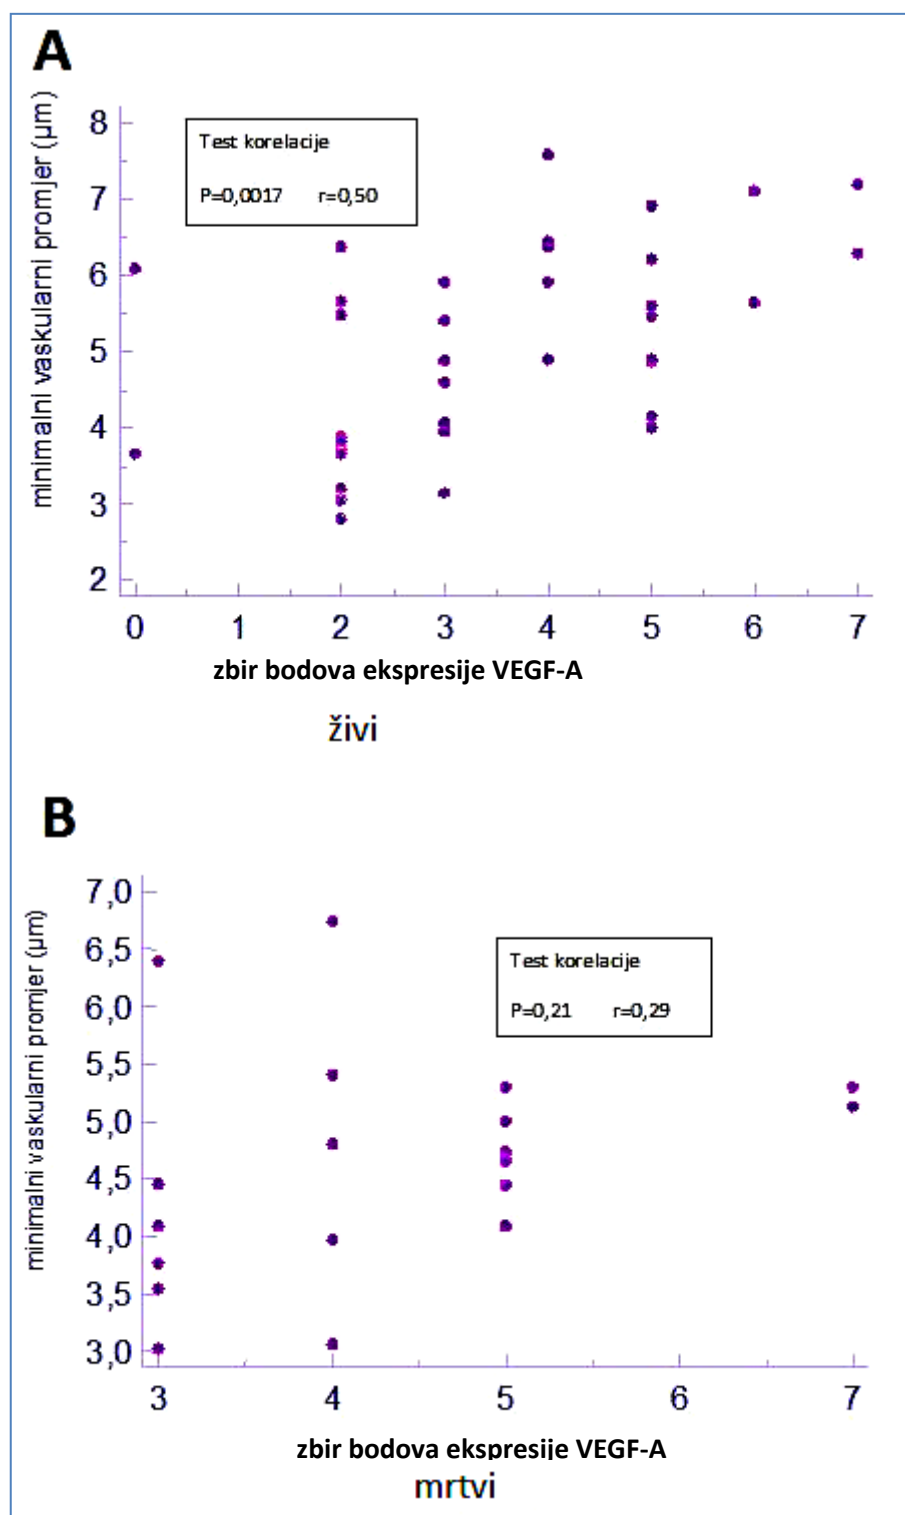 A
minimalni vaskularni promjer (µm)
8
7
6
5
4
3
2
Test korelacije
P=0,0017 r=0,50
0 1 2 3 4 5 6 7
zbir bodova ekspresije VEGF-A
živi
B
minimalni vaskularni promjer (µm)
7,0
6,5
6,0
5,5
5,0
4,5
4,0
3,5
3,0
Test korelacije
P=0,21 r=0,29
3 4 5 6 7
zbir bodova ekspresije VEGF-A
mrtvi